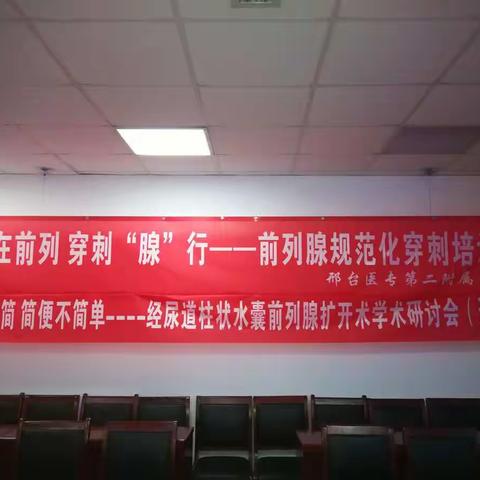 在前列 穿刺“腺”行——前列腺规范化穿刺培
邢台医专第二附属
简 简便不简单----经尿道柱状水囊前列腺扩开术学术研讨会（